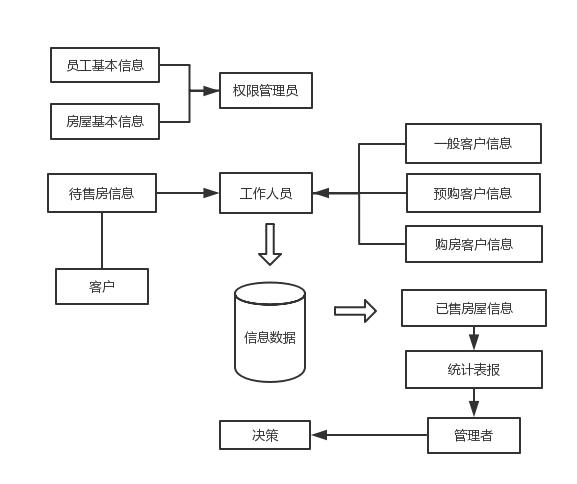 员工基本信息
权限管理员
房屋基本信息
一般客户信息
待售房信息
工作人员
预购客户信息
购房客户信息
客户
信息数据
已售房屋信息
统计表报
决策
管理者